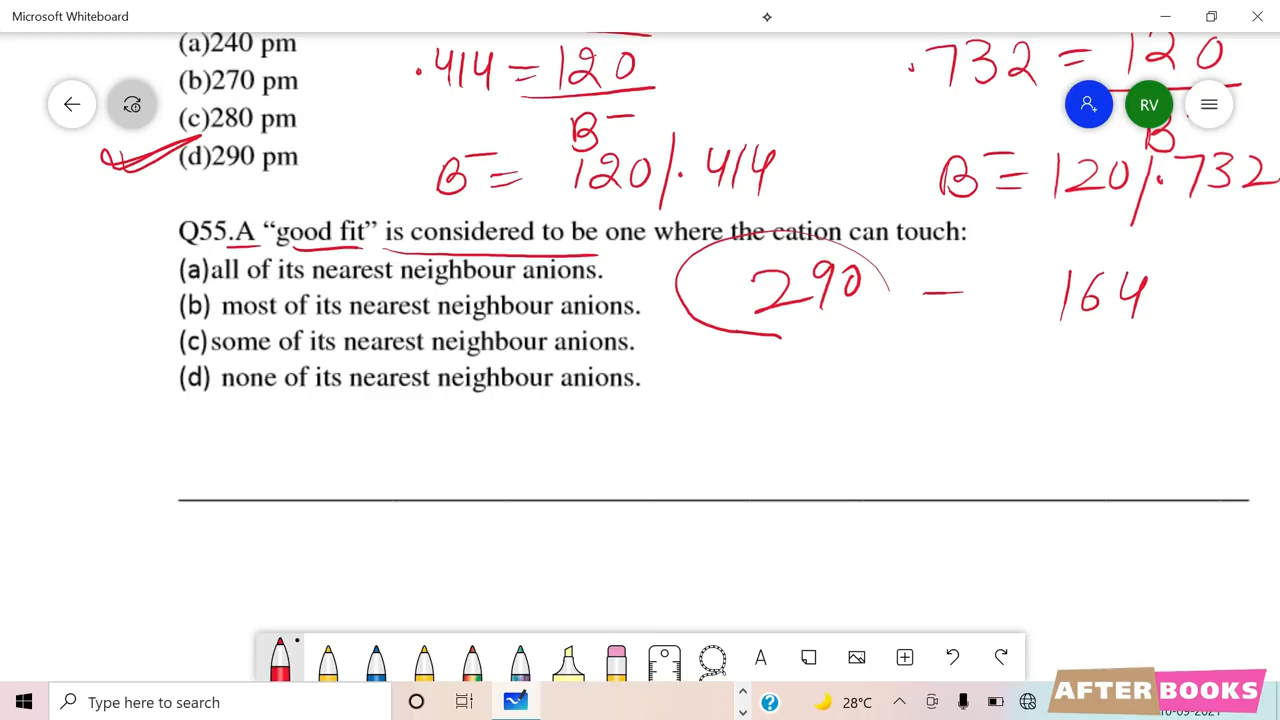 Microsoft Whiteboard
(a)240 pm
(b)270 pm
(c)280 pm
(d)290 pm
.414 = 120
B⁻
B⁻ = 120/.414
.732 = 120
B⁻
B⁻ = 120/.732
RV
Q55.A “good fit” is considered to be one where the cation can touch:
(a)all of its nearest neighbour anions.
(b) most of its nearest neighbour anions.
(c)some of its nearest neighbour anions.
(d) none of its nearest neighbour anions.
290 – 164
A
Type here to search
28°C
AFTER BOOKS